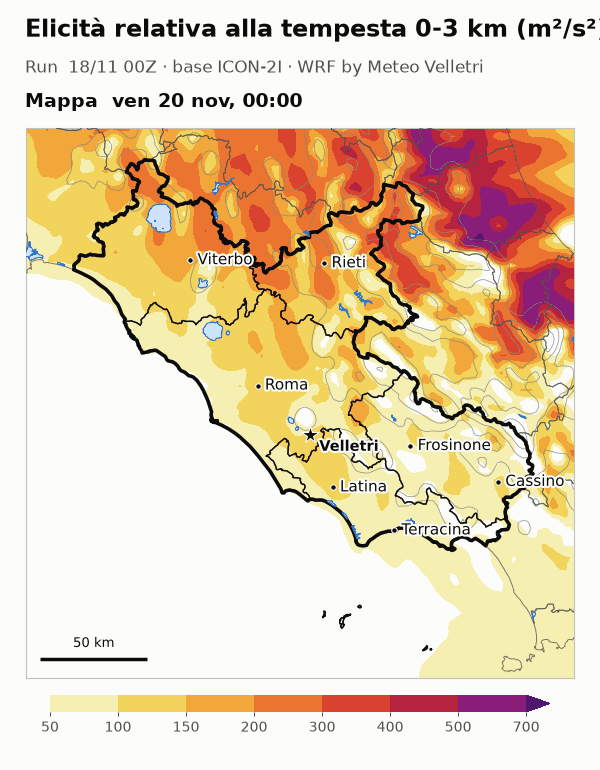 Elicità relativa alla tempesta 0-3 km (m²/s²)
Run 18/11 00Z · base ICON-2I · WRF by Meteo Velletri
Mappa ven 20 nov, 00:00
Viterbo
Rieti
Roma
Velletri
Frosinone
Latina
Cassino
Terracina
50 km
50 100 150 200 300 400 500 700